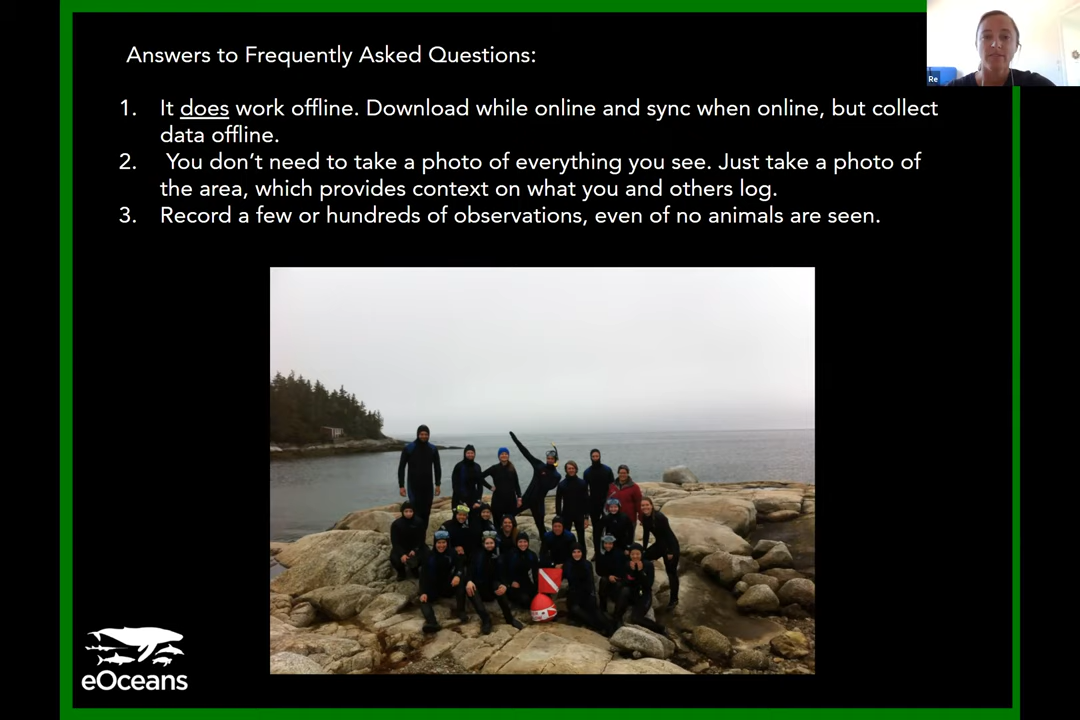 Answers to Frequently Asked Questions:
1. It does work offline. Download while online and sync when online, but collect
data offline.
2. You don't need to take a photo of everything you see. Just take a photo of
the area, which provides context on what you and others log.
3. Record a few or hundreds of observations, even of no animals are seen.
Re
eOceans